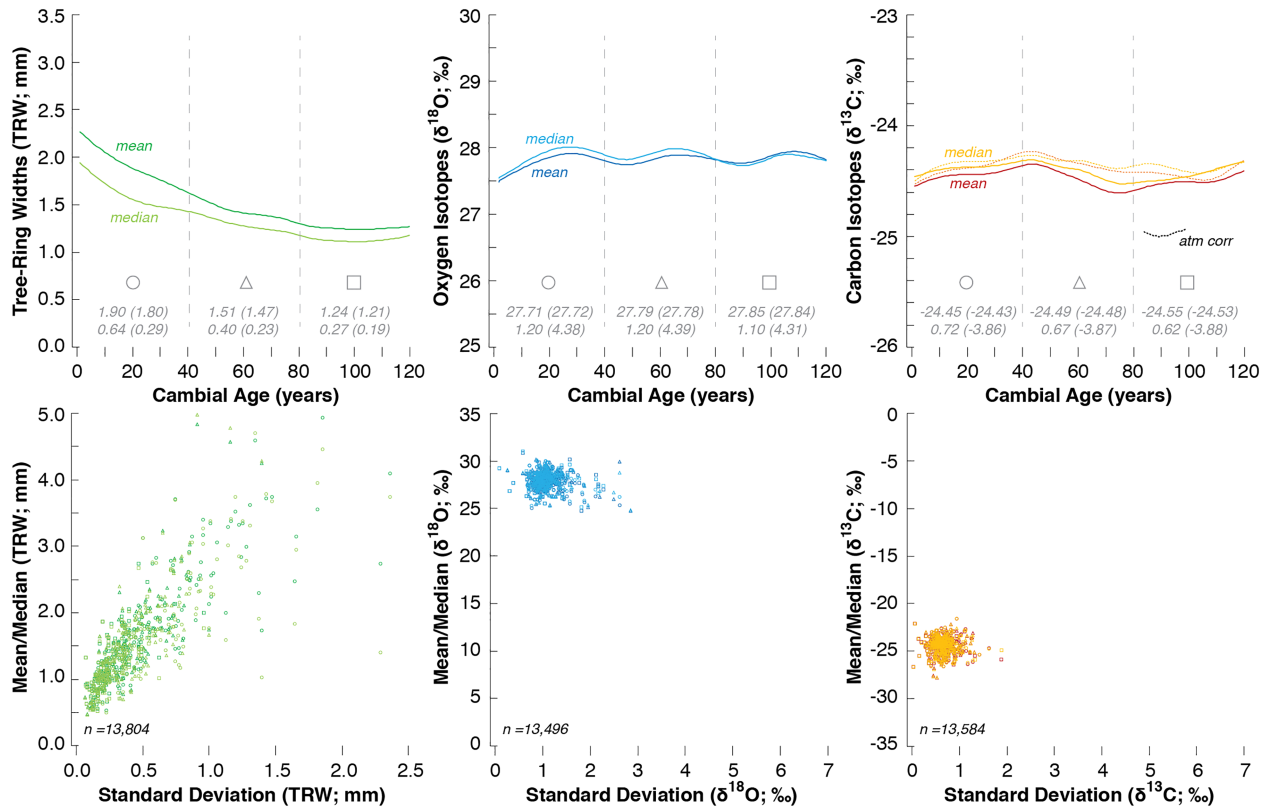 Tree-Ring Widths (TRW; mm)
3.5
3.0
2.5
2.0
1.5
1.0
0.5
0.0
mean
median
1.90 (1.80)
0.64 (0.29)
1.51 (1.47)
0.40 (0.23)
1.24 (1.21)
0.27 (0.19)
0 20 40 60 80 100 120
Cambial Age (years)
Oxygen Isotopes (δ¹⁸O; ‰)
30
29
28
27
26
25
median
mean
27.71 (27.72)
1.20 (4.38)
27.79 (27.78)
1.20 (4.39)
27.85 (27.84)
1.10 (4.31)
0 20 40 60 80 100 120
Cambial Age (years)
Carbon Isotopes (δ¹³C; ‰)
-23
-24
-25
-26
median
mean
atm corr
-24.45 (-24.43)
0.72 (-3.86)
-24.49 (-24.48)
0.67 (-3.87)
-24.55 (-24.53)
0.62 (-3.88)
0 20 40 60 80 100 120
Cambial Age (years)
Mean/Median (TRW; mm)
5.0
4.0
3.0
2.0
1.0
0.0
n =13,804
0.0 0.5 1.0 1.5 2.0 2.5
Standard Deviation (TRW; mm)
Mean/Median (δ¹⁸O; ‰)
35
30
25
20
15
10
5
0
n =13,496
0 1 2 3 4 5 6 7
Standard Deviation (δ¹⁸O; ‰)
Mean/Median (δ¹³C; ‰)
0
-5
-10
-15
-20
-25
-30
-35
n =13,584
0 1 2 3 4 5 6 7
Standard Deviation (δ¹³C; ‰)